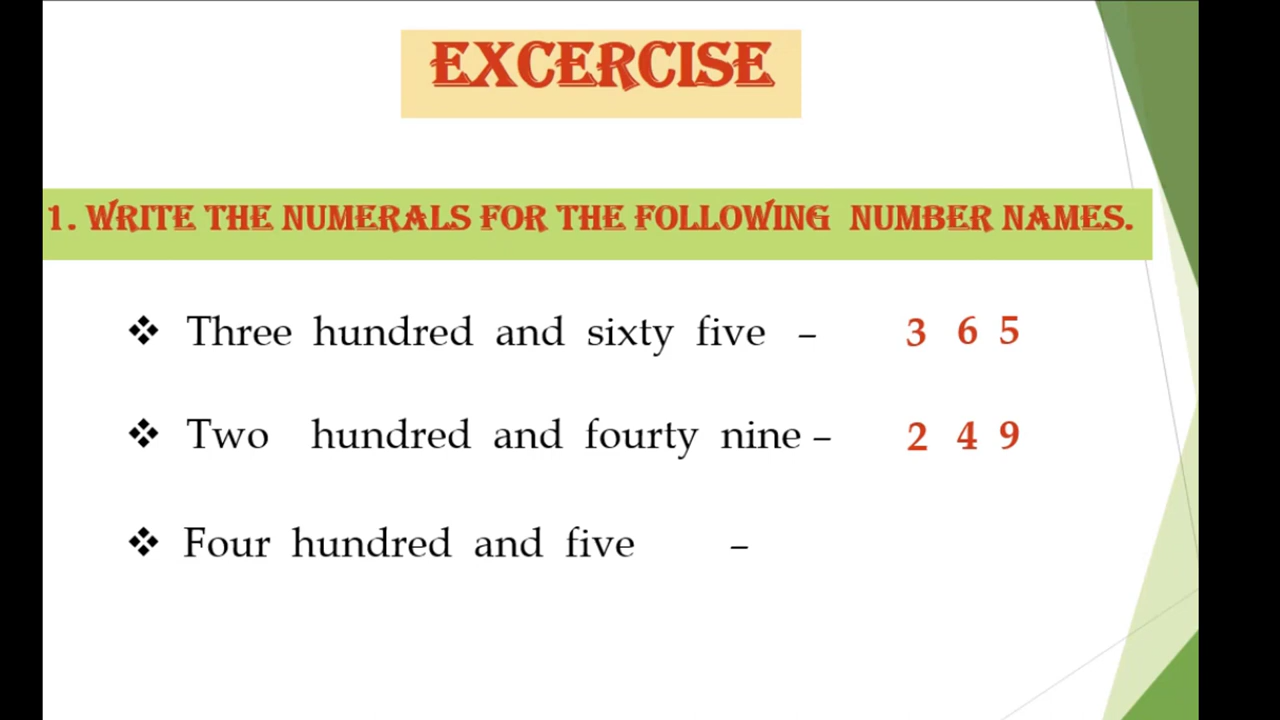 EXCERCISE
1. WRITE THE NUMERALS FOR THE FOLLOWING NUMBER NAMES.
❖ Three hundred and sixty five – 3 6 5
❖ Two hundred and fourty nine – 2 4 9
❖ Four hundred and five –